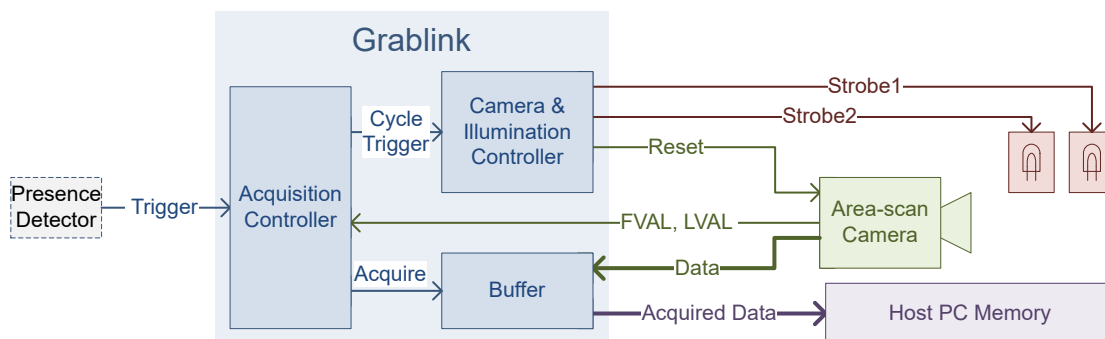 Grablink
Strobe1
Strobe2
Cycle
Trigger
Camera &
Illumination
Controller
Reset
Presence
Detector
Trigger
Acquisition
Controller
FVAL, LVAL
Area-scan
Camera
Data
Acquire
Buffer
Acquired Data
Host PC Memory